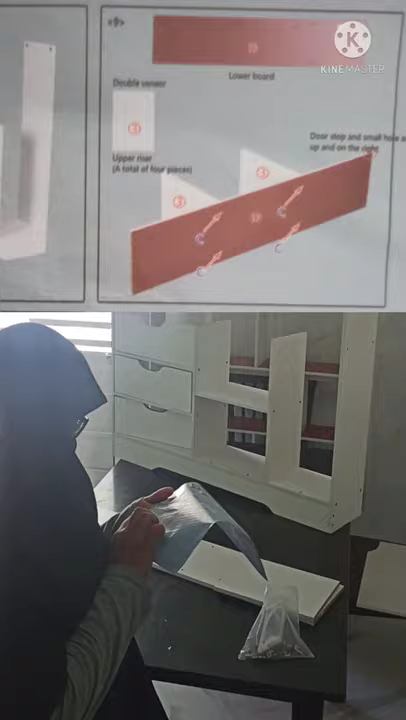 Lower board
K
KINEMASTER
Double veneer
Upper riser
(A total of four pieces)
Door stop and small hole a
up and on the right